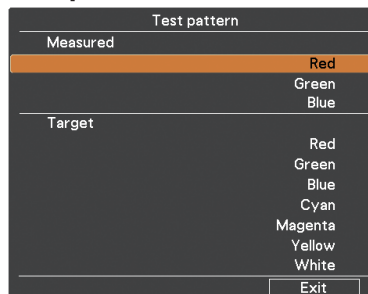 Test pattern
Measured
Red
Green
Blue
Target
Red
Green
Blue
Cyan
Magenta
Yellow
White
Exit